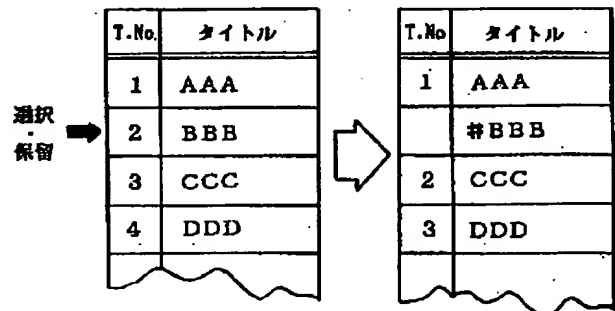 T.No. タイトル
1 AAA
2 BBB
3 CCC
4 DDD
選択
・
保留
T.No タイトル
1 AAA
#BBB
2 CCC
3 DDD